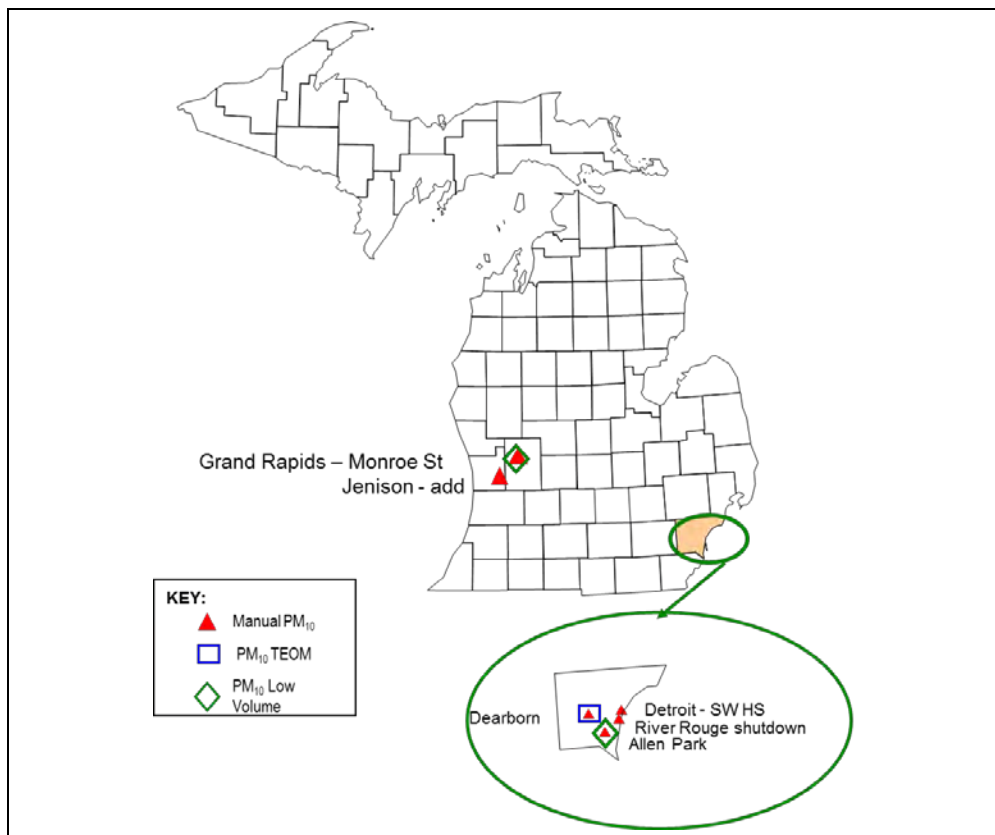 Grand Rapids – Monroe St
Jenison - add
KEY:
Manual PM₁₀
PM₁₀ TEOM
PM₁₀ Low
Volume
Dearborn
Detroit - SW HS
River Rouge shutdown
Allen Park